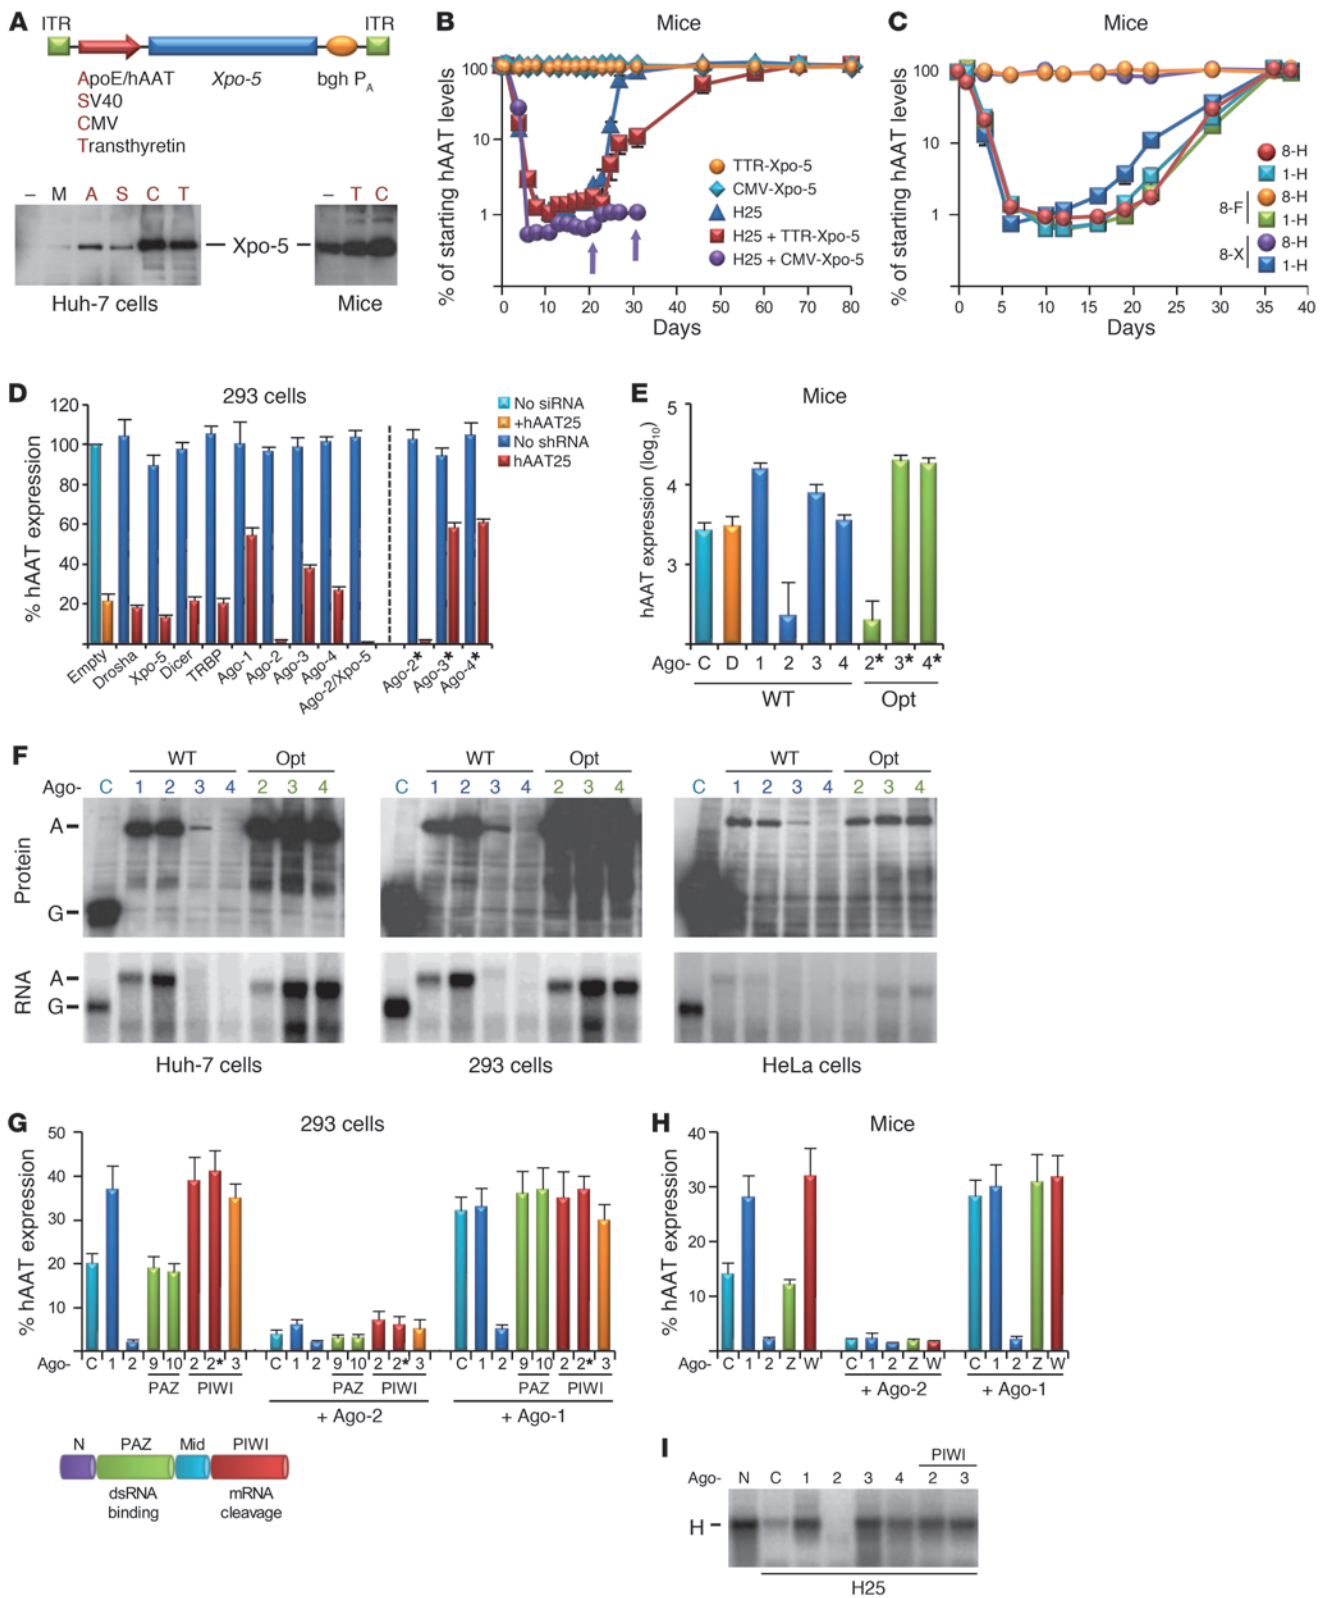 A
ITR
ITR
ApoE/hAAT
Xpo-5
bgh PA
SV40
CMV
Transthyretin
– M A S C T
– T C
Xpo-5
Huh-7 cells
Mice
B
Mice
% of starting hAAT levels
100
10
1
0 10 20 30 40 50 60 70 80
Days
TTR-Xpo-5
CMV-Xpo-5
H25
H25 + TTR-Xpo-5
H25 + CMV-Xpo-5
C
Mice
% of starting hAAT levels
100
10
1
0 5 10 15 20 25 30 35 40
Days
8-H
1-H
8-F
8-H
1-H
8-X
8-H
1-H
D
293 cells
% hAAT expression
120
100
80
60
40
20
Empty
Drosha
Xpo-5
Dicer
TRBP
Ago-1
Ago-2
Ago-3
Ago-4
Ago-2/Xpo-5
Ago-2*
Ago-3*
Ago-4*
No siRNA
+hAAT25
No shRNA
hAAT25
E
Mice
hAAT expression (log10)
5
4
3
Ago- C D 1 2 3 4 2* 3* 4*
WT
Opt
F
WT Opt
WT Opt
WT Opt
Ago- C 1 2 3 4 2 3 4
C 1 2 3 4 2 3 4
C 1 2 3 4 2 3 4
Protein
A
G
RNA
A
G
Huh-7 cells
293 cells
HeLa cells
G
293 cells
% hAAT expression
50
40
30
20
10
Ago- C 1 2 9 10 2 2* 3 C 1 2 9 10 2 2* 3 C 1 2 9 10 2 2* 3
PAZ PIWI PAZ PIWI PAZ PIWI
+ Ago-2
+ Ago-1
N PAZ Mid PIWI
dsRNA
binding
mRNA
cleavage
H
Mice
% hAAT expression
40
30
20
10
Ago- C 1 2 Z W C 1 2 Z W C 1 2 Z W
+ Ago-2
+ Ago-1
I
PIWI
Ago- N C 1 2 3 4 2 3
H
H25